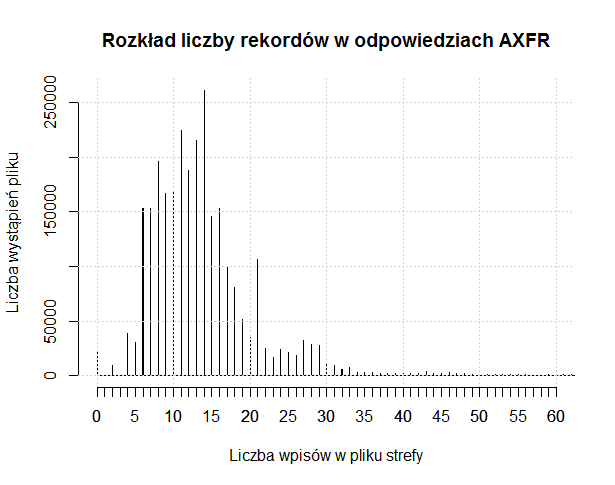 Rozkład liczby rekordów w odpowiedziach AXFR
Liczba wystąpień pliku
250000
150000
50000
0
0 5 10 15 20 25 30 35 40 45 50 55 60
Liczba wpisów w pliku strefy